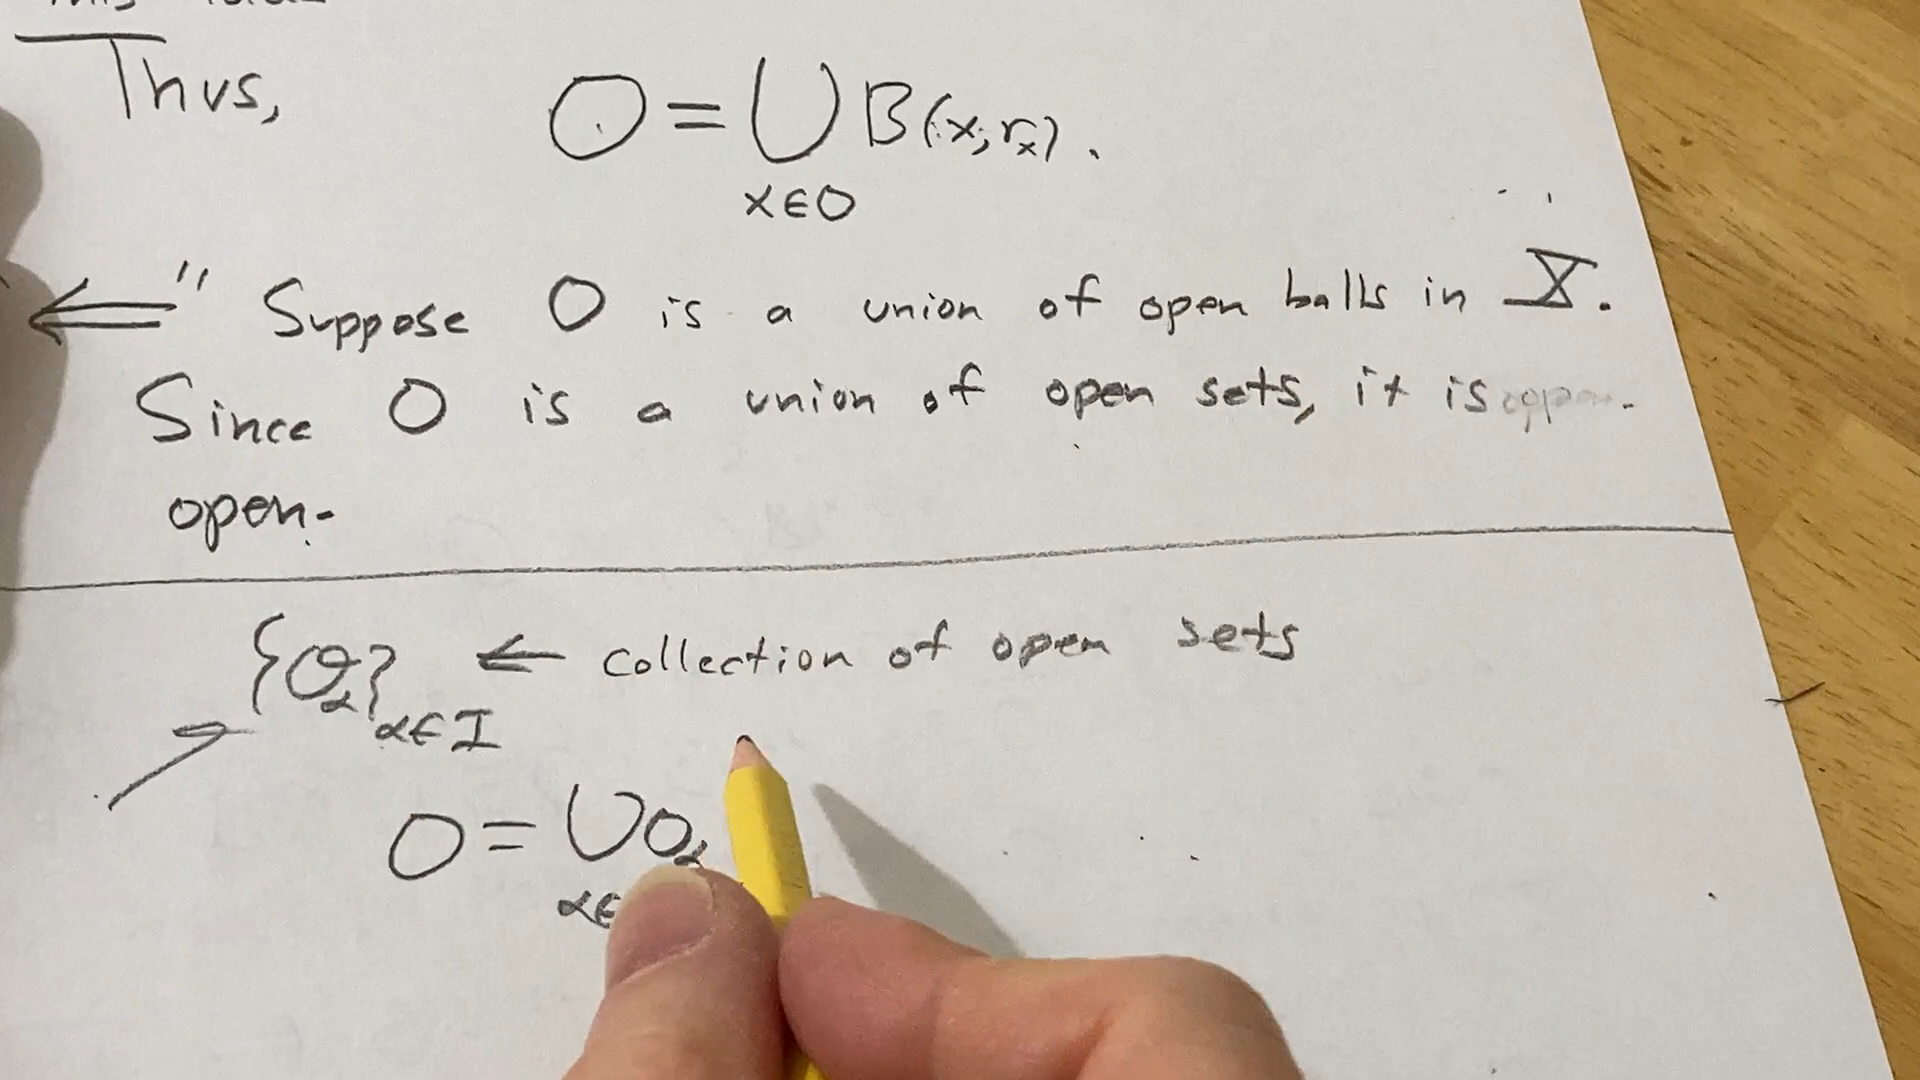 Thus,
O = ∪ B(x, rₓ).
x∈O
⇐" Suppose O is a union of open balls in X.
Since O is a union of open sets, it is
open.
{O_α}_α∈I ← collection of open sets
O = ∪ O_α
α∈